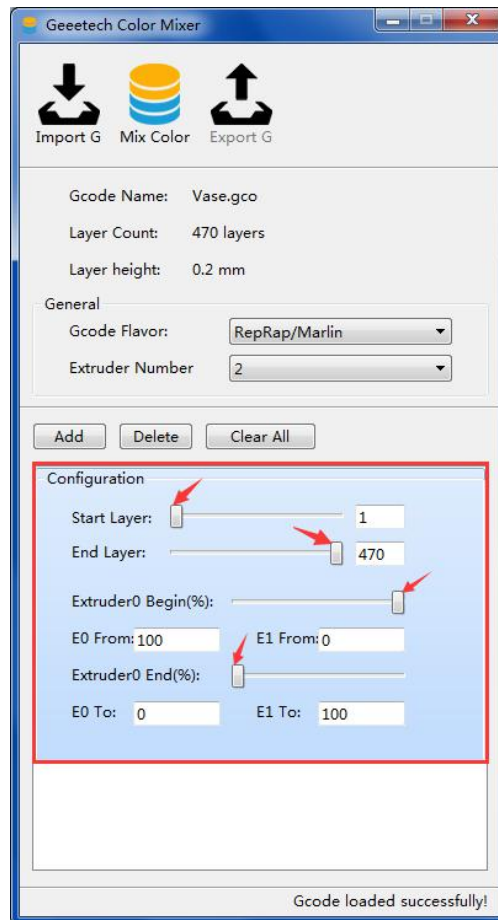 Geeetech Color Mixer
Import G Mix Color Export G
Gcode Name: Vase.gco
Layer Count: 470 layers
Layer height: 0.2 mm
General
Gcode Flavor: RepRap/Marlin
Extruder Number 2
Add Delete Clear All
Configuration
Start Layer: 1
End Layer: 470
Extruder0 Begin(%):
E0 From: 100 E1 From: 0
Extruder0 End(%):
E0 To: 0 E1 To: 100
Gcode loaded successfully!